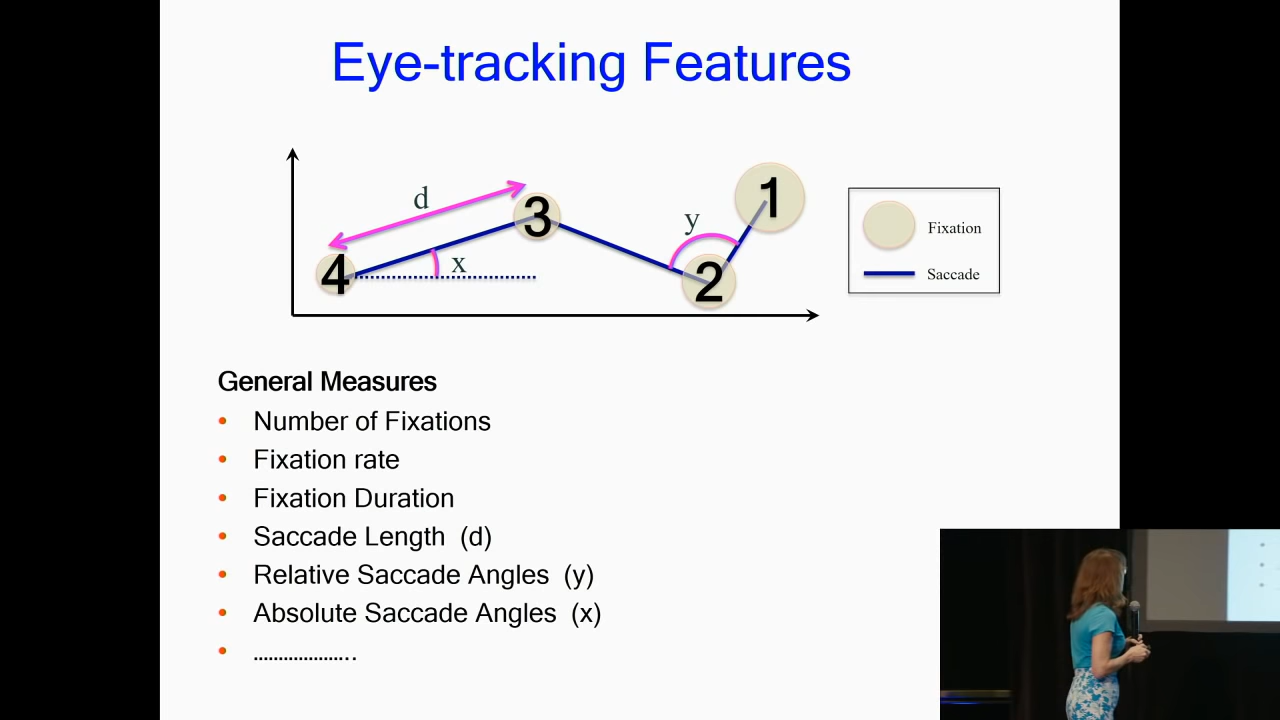 Eye-tracking Features
d
3
1
y
4
x
2
Fixation
Saccade
General Measures
• Number of Fixations
• Fixation rate
• Fixation Duration
• Saccade Length (d)
• Relative Saccade Angles (y)
• Absolute Saccade Angles (x)
• ………………..